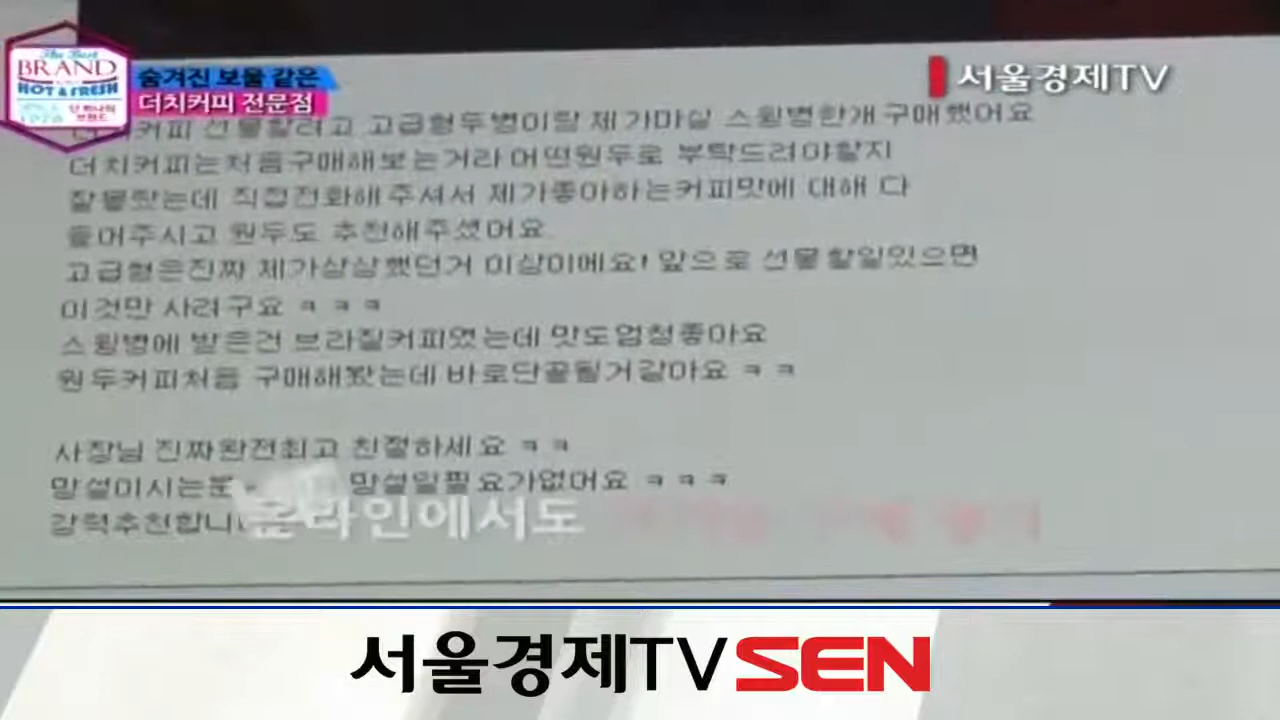 The Best
BRAND
HOT & FRESH
숨겨진 보물 같은
더치커피 전문점
서울경제TV
더치커피 선물할려고 고급형두병이랑 제가마실 스윙병한개 구매했어요
더치커피는처음구매해보는거라 어떤원두로 부탁드려야할지
잘몰랐는데 직접전화해주셔서 제가좋아하는커피맛에 대해 다
들어주시고 원두도 추천해주셨어요
고급형은진짜 제가상상했던거 이상이에요! 앞으로 선물할일있으면
이것만 사려구요 ㅋㅋㅋ
스윙병에 받은건 브라질커피였는데 맛도엄청좋아요
원두커피처음 구매해봤는데 바로단골될거같아요 ㅋㅋ
사장님 진짜완전최고 친절하세요 ㅋㅋ
망설이시는분 망설일필요가없어요 ㅋㅋㅋ
강력추천합니
온라인에서도
서울경제TV SEN